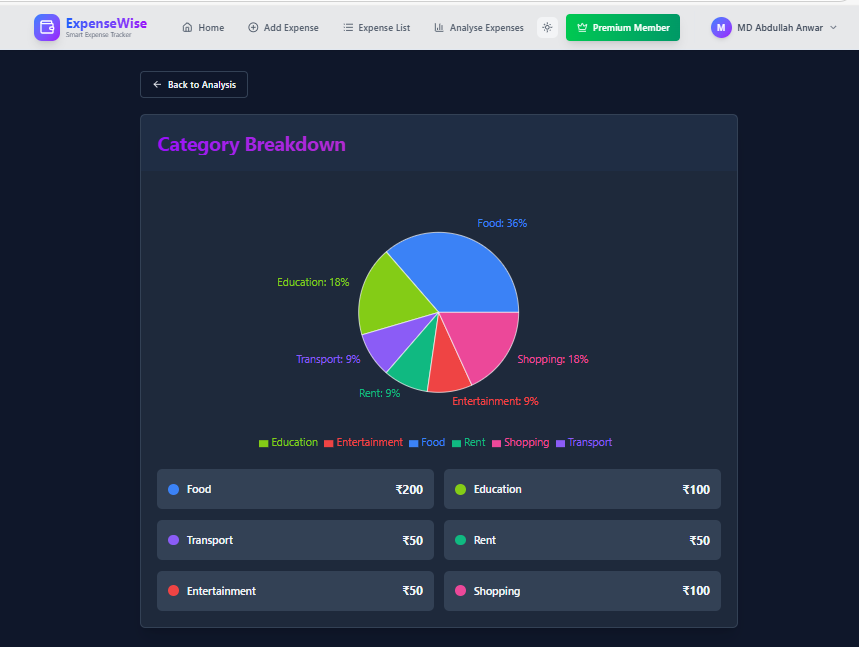 ExpenseWise
Smart Expense Tracker
Home
Add Expense
Expense List
Analyse Expenses
Premium Member
M
MD Abdullah Anwar
Back to Analysis
Category Breakdown
Food: 36%
Education: 18%
Transport: 9%
Shopping: 18%
Rent: 9%
Entertainment: 9%
Education Entertainment Food Rent Shopping Transport
Food ₹200
Education ₹100
Transport ₹50
Rent ₹50
Entertainment ₹50
Shopping ₹100